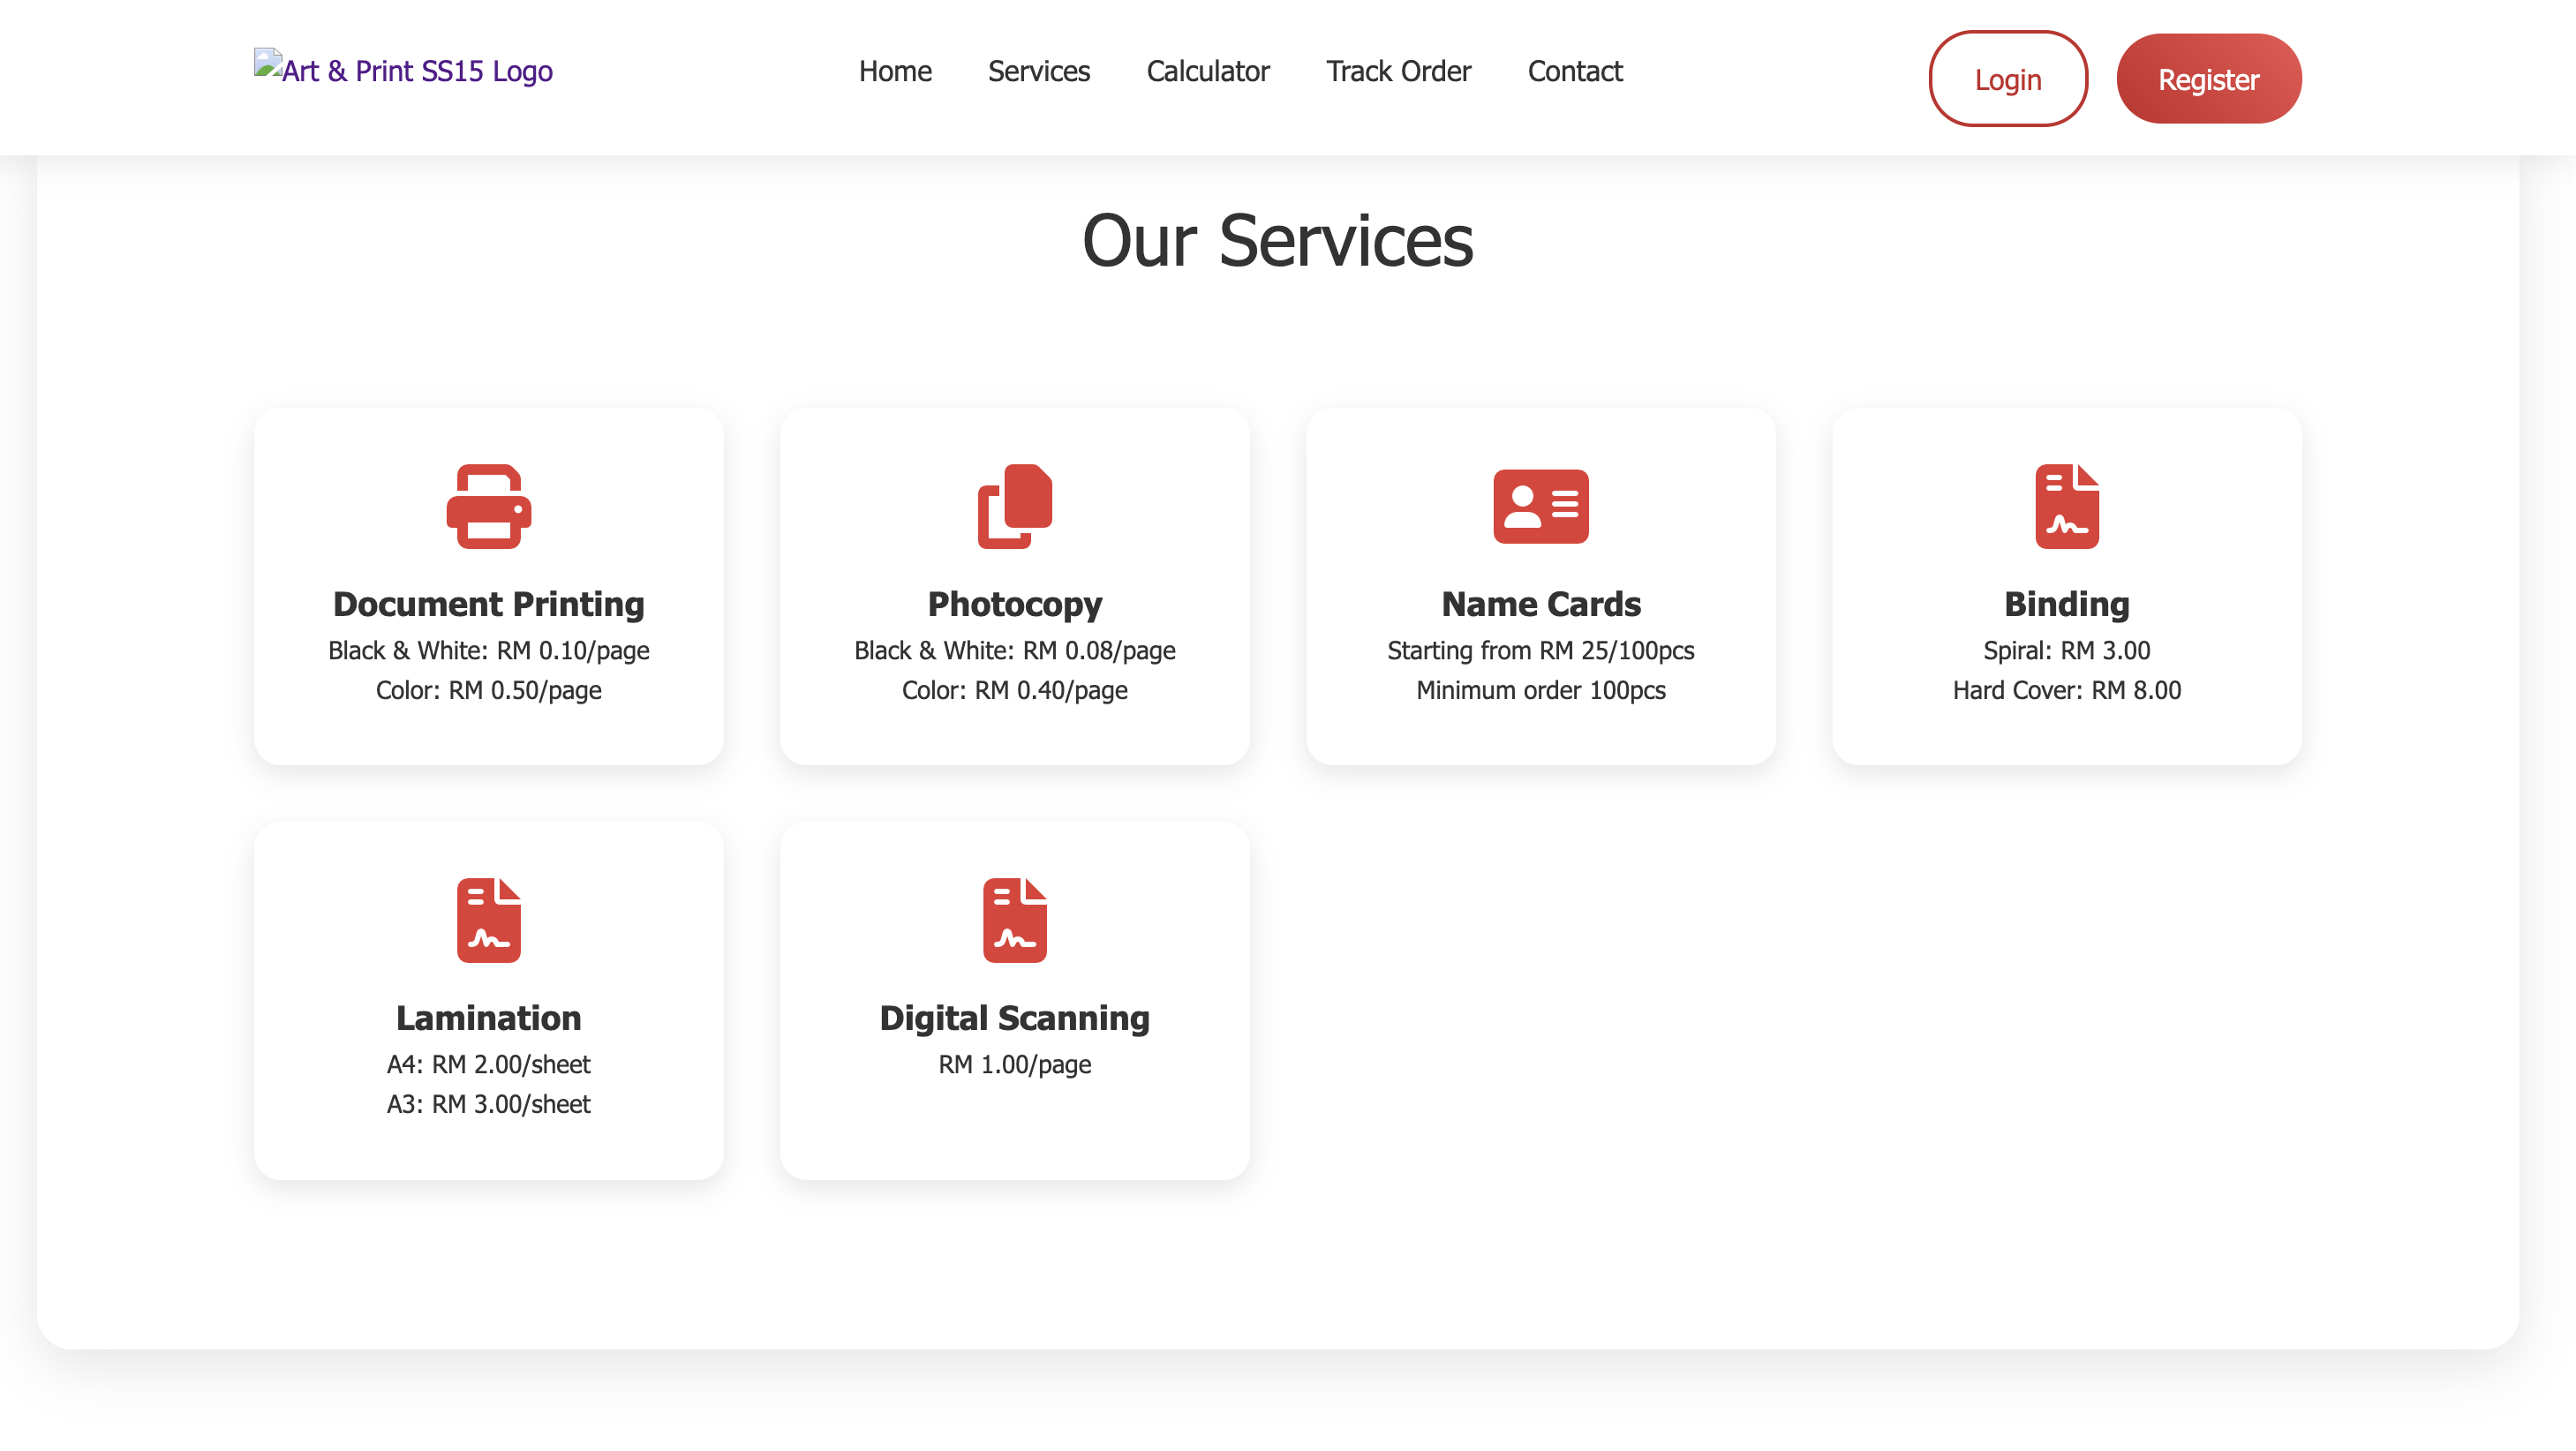 Art & Print SS15 Logo
Home
Services
Calculator
Track Order
Contact
Login
Register
Our Services
Document Printing
Black & White: RM 0.10/page
Color: RM 0.50/page
Photocopy
Black & White: RM 0.08/page
Color: RM 0.40/page
Name Cards
Starting from RM 25/100pcs
Minimum order 100pcs
Binding
Spiral: RM 3.00
Hard Cover: RM 8.00
Lamination
A4: RM 2.00/sheet
A3: RM 3.00/sheet
Digital Scanning
RM 1.00/page